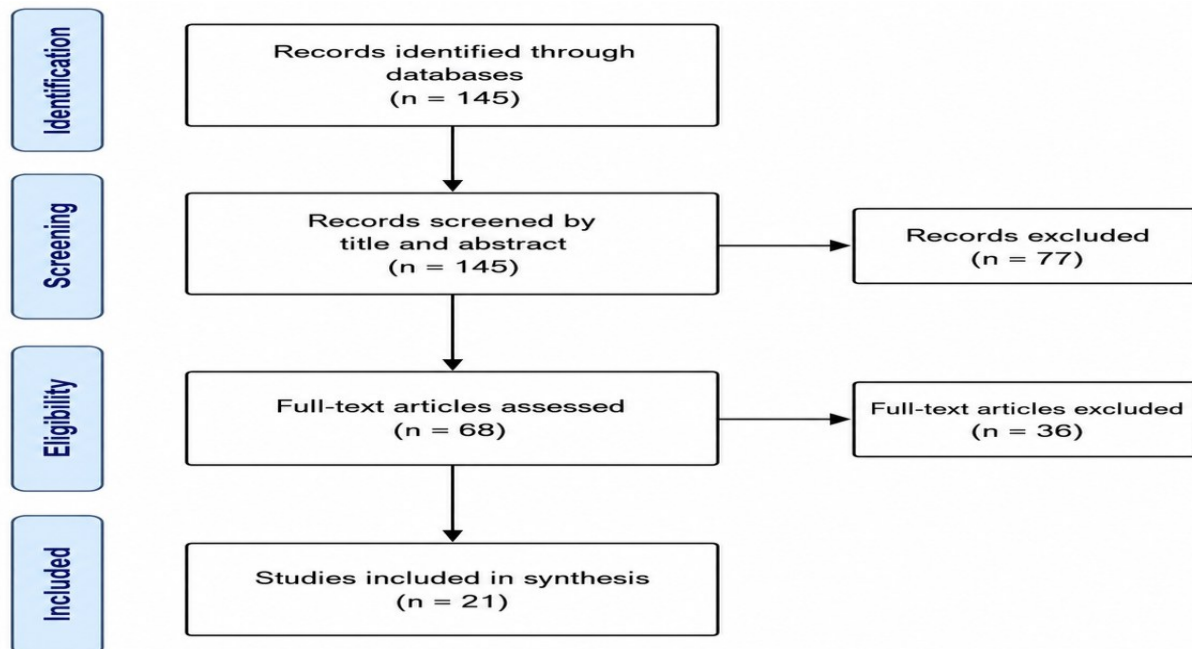 Identification
Records identified through
databases
(n = 145)
Screening
Records screened by
title and abstract
(n = 145)
Records excluded
(n = 77)
Eligibility
Full-text articles assessed
(n = 68)
Full-text articles excluded
(n = 36)
Included
Studies included in synthesis
(n = 21)